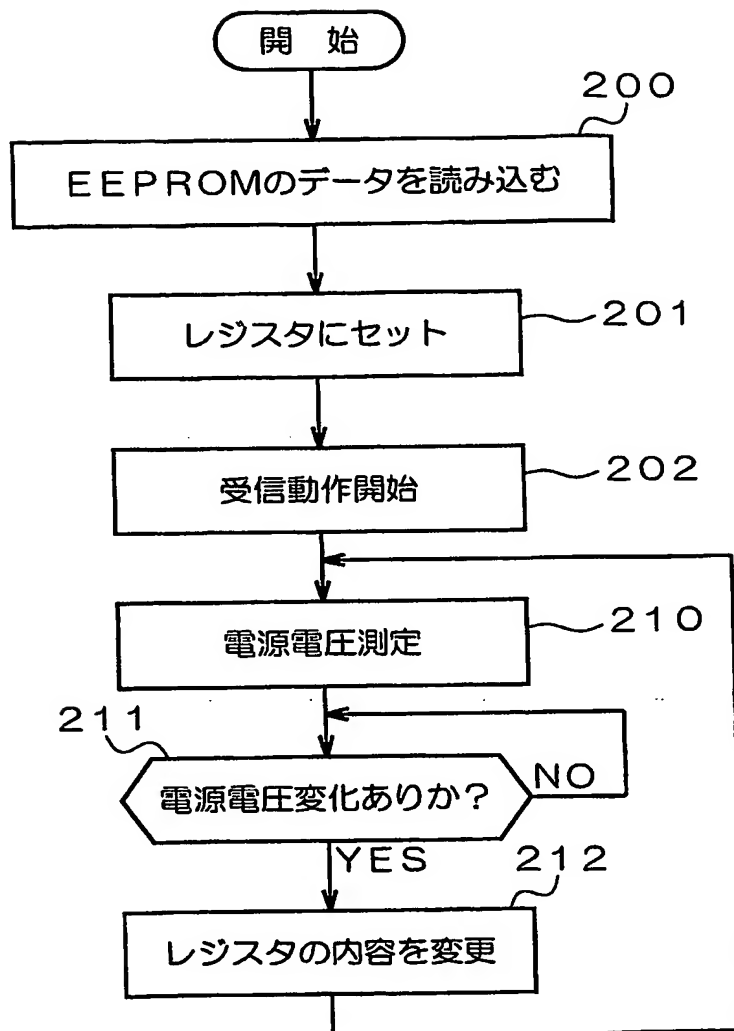 開 始
200
EEPROMのデータを読み込む
レジスタにセット
201
受信動作開始
202
電源電圧測定
210
211
電源電圧変化ありか?
NO
YES
212
レジスタの内容を変更